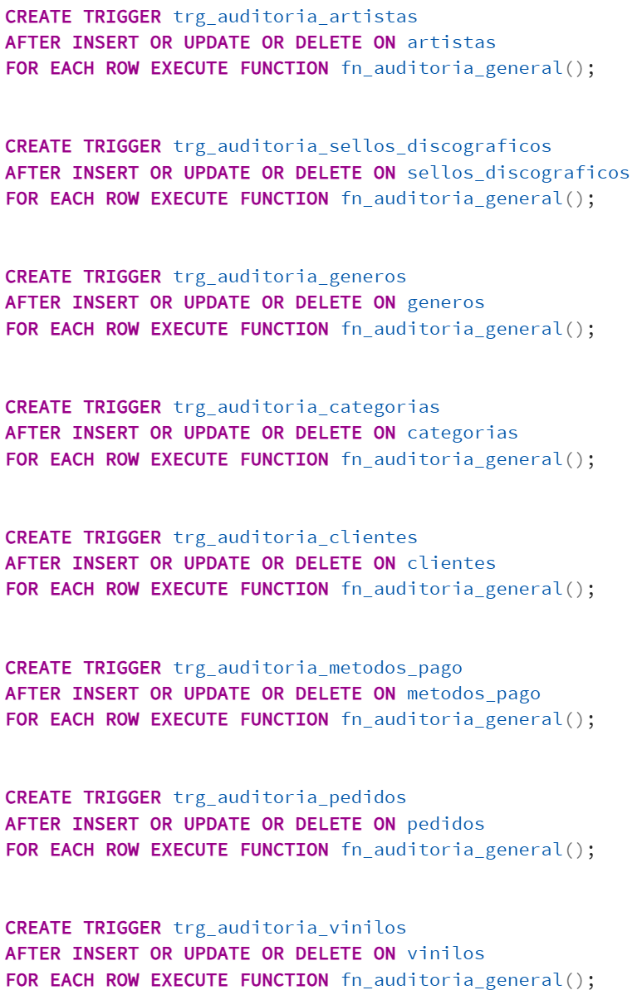 CREATE TRIGGER trg_auditoria_artistas
AFTER INSERT OR UPDATE OR DELETE ON artistas
FOR EACH ROW EXECUTE FUNCTION fn_auditoria_general();
CREATE TRIGGER trg_auditoria_sellos_discograficos
AFTER INSERT OR UPDATE OR DELETE ON sellos_discograficos
FOR EACH ROW EXECUTE FUNCTION fn_auditoria_general();
CREATE TRIGGER trg_auditoria_generos
AFTER INSERT OR UPDATE OR DELETE ON generos
FOR EACH ROW EXECUTE FUNCTION fn_auditoria_general();
CREATE TRIGGER trg_auditoria_categorias
AFTER INSERT OR UPDATE OR DELETE ON categorias
FOR EACH ROW EXECUTE FUNCTION fn_auditoria_general();
CREATE TRIGGER trg_auditoria_clientes
AFTER INSERT OR UPDATE OR DELETE ON clientes
FOR EACH ROW EXECUTE FUNCTION fn_auditoria_general();
CREATE TRIGGER trg_auditoria_metodos_pago
AFTER INSERT OR UPDATE OR DELETE ON metodos_pago
FOR EACH ROW EXECUTE FUNCTION fn_auditoria_general();
CREATE TRIGGER trg_auditoria_pedidos
AFTER INSERT OR UPDATE OR DELETE ON pedidos
FOR EACH ROW EXECUTE FUNCTION fn_auditoria_general();
CREATE TRIGGER trg_auditoria_vinilos
AFTER INSERT OR UPDATE OR DELETE ON vinilos
FOR EACH ROW EXECUTE FUNCTION fn_auditoria_general();